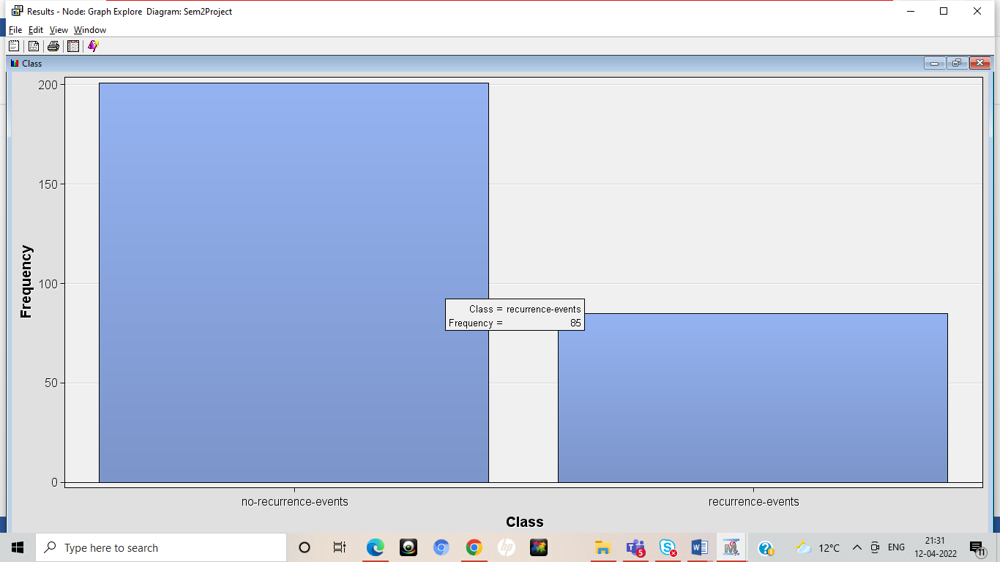 Results - Node: Graph Explore Diagram: Sem2Project
File Edit View Window
Class
200
150
100
50
0
Frequency
Class = recurrence-events
Frequency = 85
no-recurrence-events
recurrence-events
Class
Type here to search
hp
5
12°C
ENG
21:31
12-04-2022
11